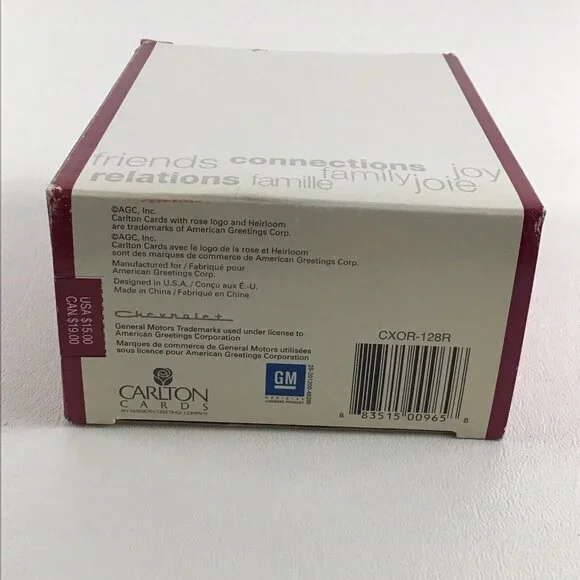 friends connections joy
relations famille family joie
©AGC, Inc.
Carlton Cards with rose logo and Heirloom
are trademarks of American Greetings Corp.
©AGC, Inc.
Carlton Cards avec le logo de la rose et Heirloom
sont des marques de commerce de American Greetings Corp.
Manufactured for / Fabriqué pour
American Greetings Corp.
Designed in U.S.A. / Conçu aux É.-U.
Made in China / Fabriqué en Chine
USA $15.00
CAN $19.00
Chevrolet
General Motors Trademarks used under license to
American Greetings Corporation
Marques de commerce de General Motors utilisées
sous licence pour American Greetings Corporation
CARLTON
CARDS
AN AMERICAN GREETINGS COMPANY
GM
OFFICIAL
LICENSED PRODUCT
CXOR-128R
8 83515 00965 8